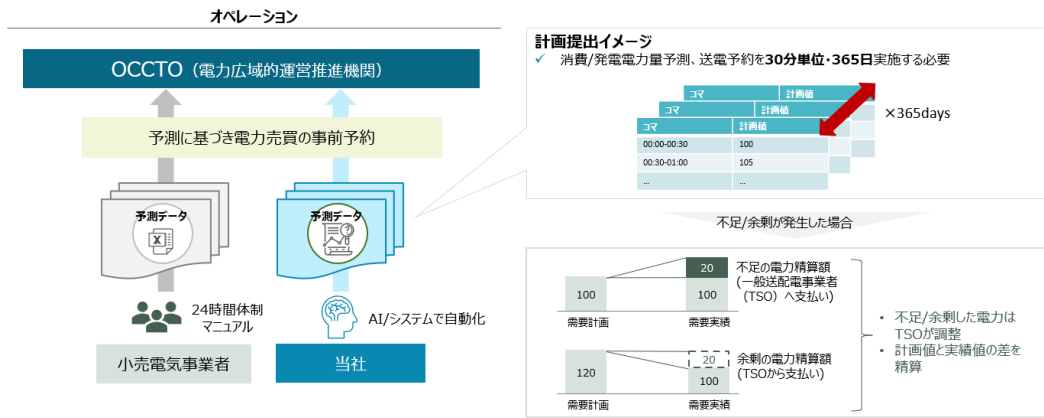 オペレーション
OCCTO（電力広域的運営推進機関）
予測に基づき電力売買の事前予約
予測データ
予測データ
24時間体制
マニュアル
AI/システムで自動化
小売電気事業者
当社
計画提出イメージ
✓ 消費/発電電力量予測、送電予約を30分単位・365日実施する必要
コマ 計画値
コマ 計画値
コマ 計画値
00:00-00:30 100
00:30-01:00 105
... ...
×365days
不足/余剰が発生した場合
20
100
100
需要計画
需要実績
不足の電力精算額
(一般送配電事業者
（TSO）へ支払い)
20
120
100
需要計画
需要実績
余剰の電力精算額
(TSOから支払い)
• 不足/余剰した電力は
TSOが調整
• 計画値と実績値の差を
精算